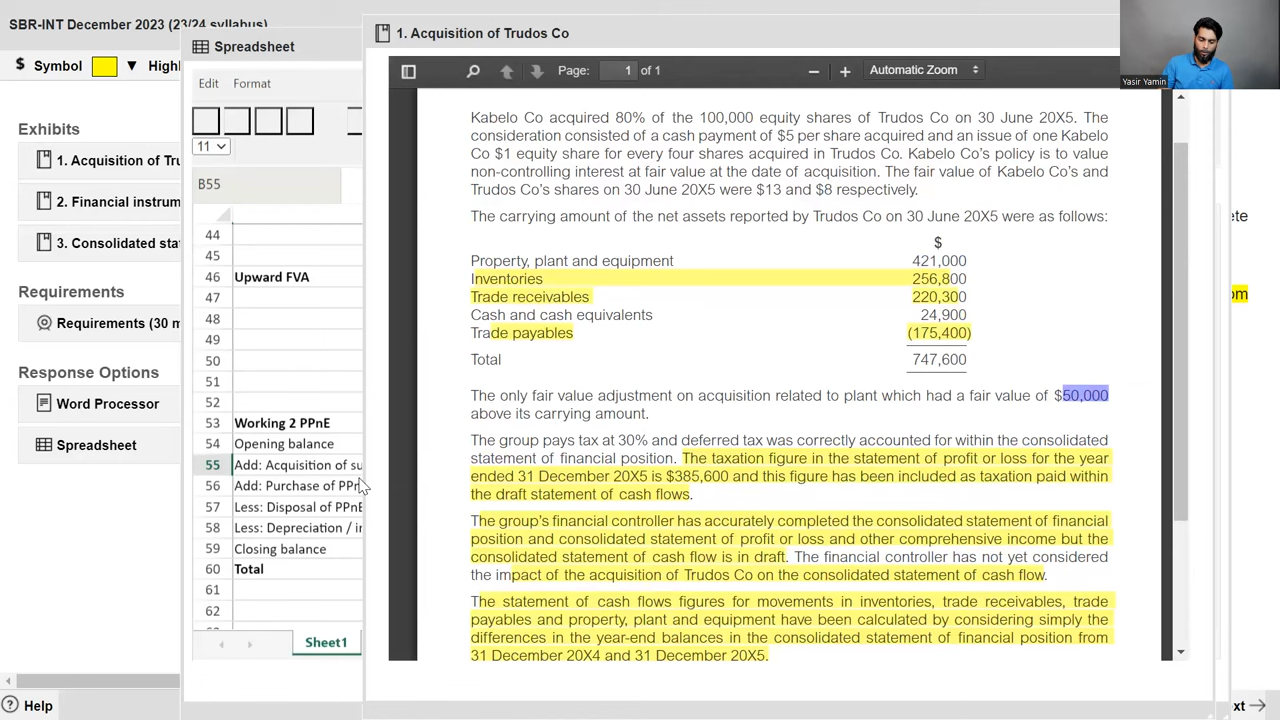 SBR-INT December 2023 (23/24 syllabus)
$ Symbol
Highl
Exhibits
1. Acquisition of Tru
2. Financial instrum
3. Consolidated sta
Requirements
Requirements (30 m
Response Options
Word Processor
Spreadsheet
Help
Spreadsheet
Edit Format
11
B55
44
45
46 Upward FVA
47
48
49
50
51
52
53 Working 2 PPnE
54 Opening balance
55 Add: Acquisition of su
56 Add: Purchase of PPn
57 Less: Disposal of PPnE
58 Less: Depreciation / in
59 Closing balance
60 Total
61
62
Sheet1
1. Acquisition of Trudos Co
Page: 1 of 1
Automatic Zoom
Kabelo Co acquired 80% of the 100,000 equity shares of Trudos Co on 30 June 20X5. The
consideration consisted of a cash payment of $5 per share acquired and an issue of one Kabelo
Co $1 equity share for every four shares acquired in Trudos Co. Kabelo Co's policy is to value
non-controlling interest at fair value at the date of acquisition. The fair value of Kabelo Co's and
Trudos Co's shares on 30 June 20X5 were $13 and $8 respectively.
The carrying amount of the net assets reported by Trudos Co on 30 June 20X5 were as follows:
$
Property, plant and equipment 421,000
Inventories 256,800
Trade receivables 220,300
Cash and cash equivalents 24,900
Trade payables (175,400)
Total 747,600
The only fair value adjustment on acquisition related to plant which had a fair value of $50,000
above its carrying amount.
The group pays tax at 30% and deferred tax was correctly accounted for within the consolidated
statement of financial position. The taxation figure in the statement of profit or loss for the year
ended 31 December 20X5 is $385,600 and this figure has been included as taxation paid within
the draft statement of cash flows.
The group's financial controller has accurately completed the consolidated statement of financial
position and consolidated statement of profit or loss and other comprehensive income but the
consolidated statement of cash flow is in draft. The financial controller has not yet considered
the impact of the acquisition of Trudos Co on the consolidated statement of cash flow.
The statement of cash flows figures for movements in inventories, trade receivables, trade
payables and property, plant and equipment have been calculated by considering simply the
differences in the year-end balances in the consolidated statement of financial position from
31 December 20X4 and 31 December 20X5.
Yasir Yamin
ete
om
xt